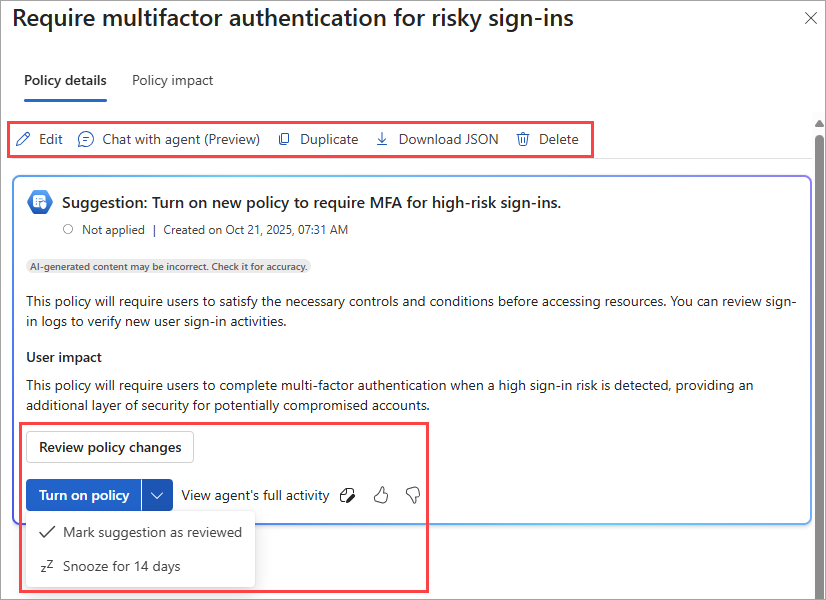 Require multifactor authentication for risky sign-ins
Policy details Policy impact
Edit Chat with agent (Preview) Duplicate Download JSON Delete
Suggestion: Turn on new policy to require MFA for high-risk sign-ins.
Not applied | Created on Oct 21, 2025, 07:31 AM
AI-generated content may be incorrect. Check it for accuracy.
This policy will require users to satisfy the necessary controls and conditions before accessing resources. You can review sign-
in logs to verify new user sign-in activities.
User impact
This policy will require users to complete multi-factor authentication when a high sign-in risk is detected, providing an
additional layer of security for potentially compromised accounts.
Review policy changes
Turn on policy View agent's full activity
Mark suggestion as reviewed
zZ Snooze for 14 days